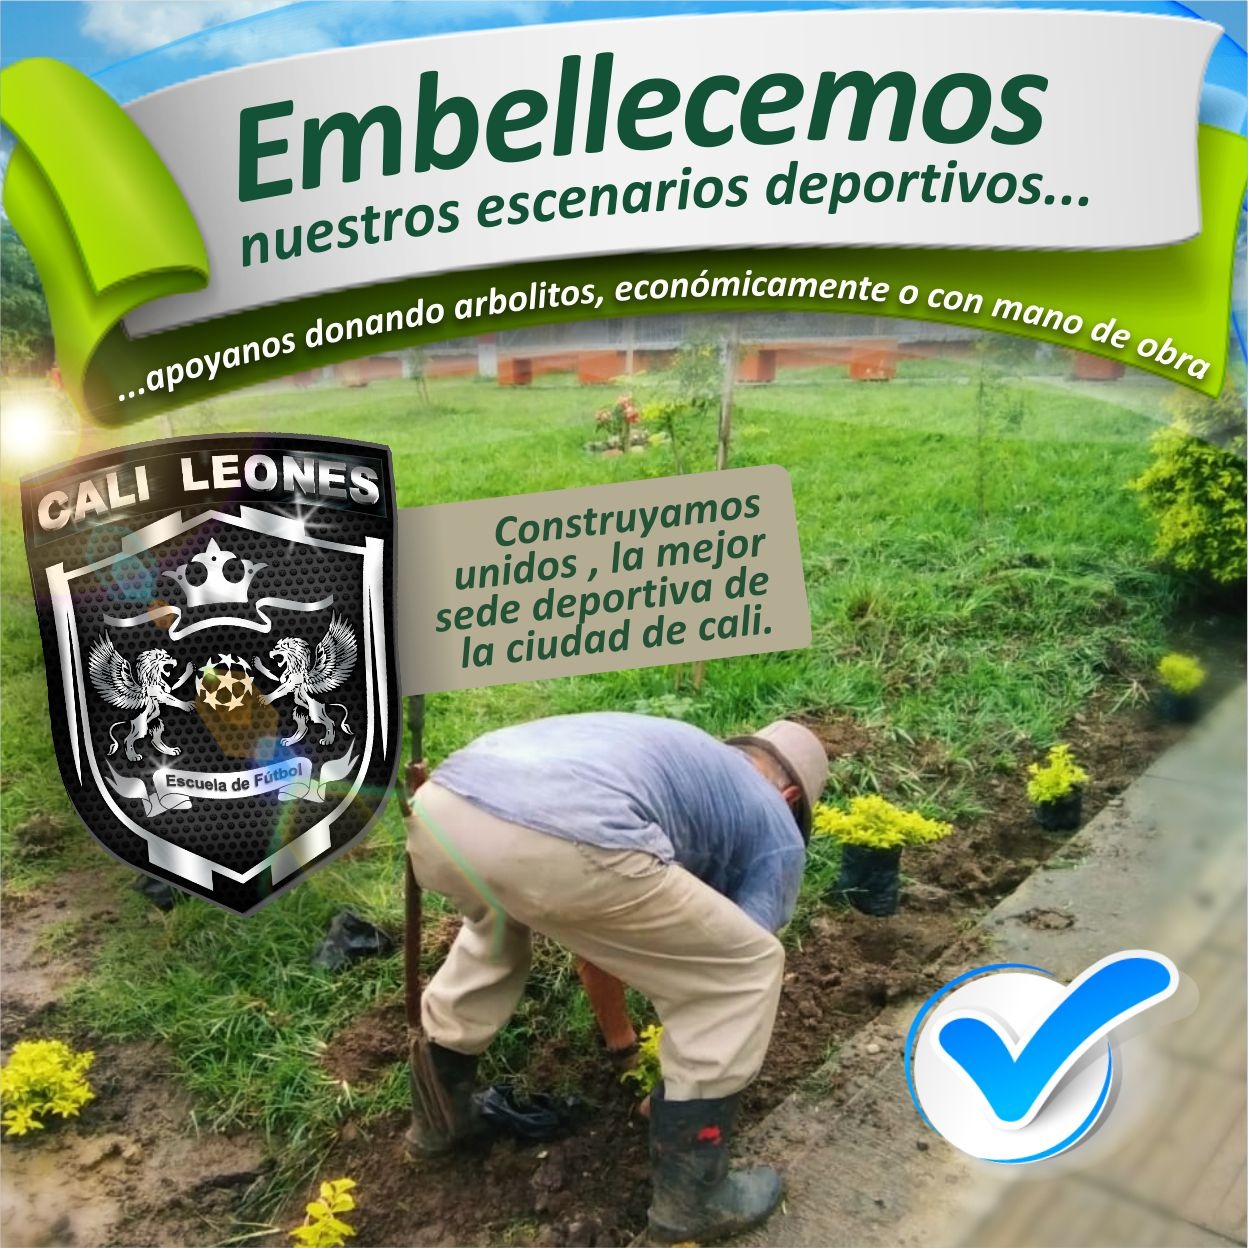 Embellecemos
nuestros escenarios deportivos...
...apoyanos donando arbolitos, económicamente o con mano de obra
CALI LEONES
Construyamos
unidos , la mejor
sede deportiva de
la ciudad de cali.
Escuela de Fútbol